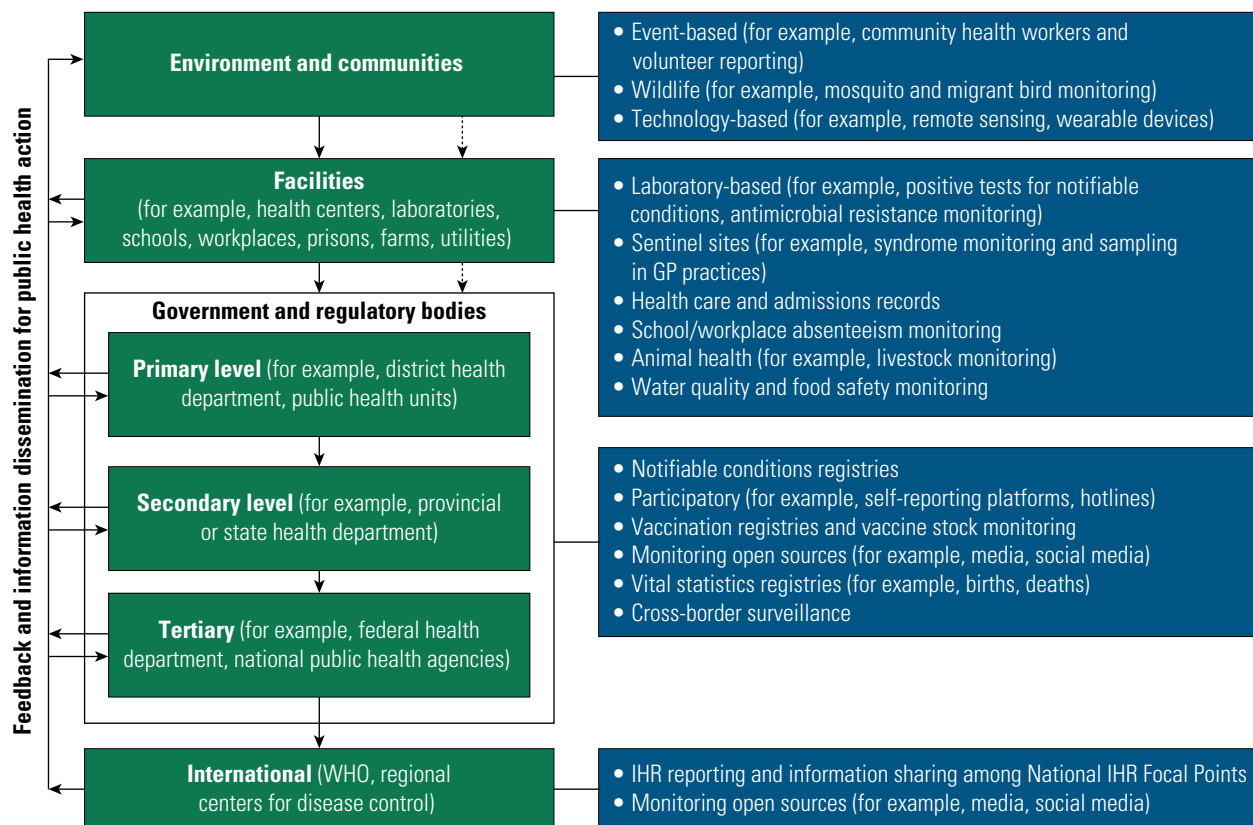 Feedback and information dissemination for public health action
Environment and communities
• Event-based (for example, community health workers and
volunteer reporting)
• Wildlife (for example, mosquito and migrant bird monitoring)
• Technology-based (for example, remote sensing, wearable devices)
Facilities
(for example, health centers, laboratories,
schools, workplaces, prisons, farms, utilities)
• Laboratory-based (for example, positive tests for notifiable
conditions, antimicrobial resistance monitoring)
• Sentinel sites (for example, syndrome monitoring and sampling
in GP practices)
• Health care and admissions records
• School/workplace absenteeism monitoring
• Animal health (for example, livestock monitoring)
• Water quality and food safety monitoring
Government and regulatory bodies
Primary level (for example, district health
department, public health units)
Secondary level (for example, provincial
or state health department)
Tertiary (for example, federal health
department, national public health agencies)
• Notifiable conditions registries
• Participatory (for example, self-reporting platforms, hotlines)
• Vaccination registries and vaccine stock monitoring
• Monitoring open sources (for example, media, social media)
• Vital statistics registries (for example, births, deaths)
• Cross-border surveillance
International (WHO, regional
centers for disease control)
• IHR reporting and information sharing among National IHR Focal Points
• Monitoring open sources (for example, media, social media)